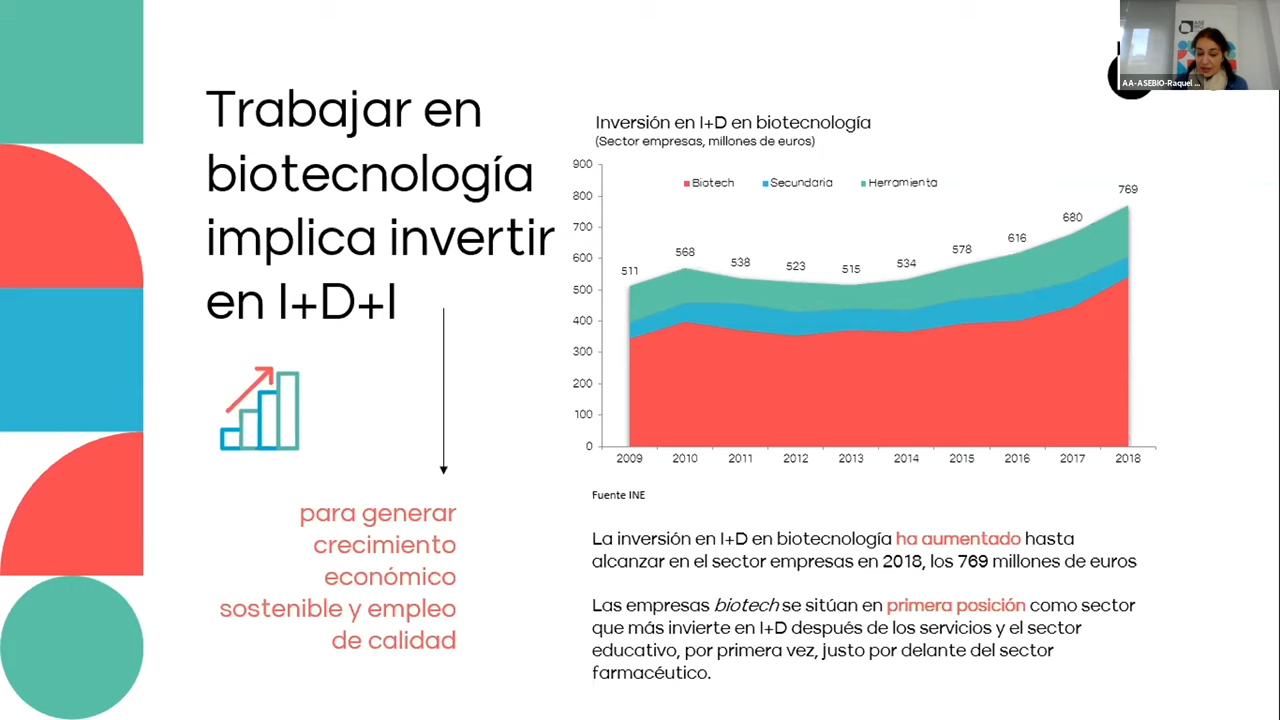 Trabajar en
biotecnología
implica invertir
en I+D+I
para generar
crecimiento
económico
sostenible y empleo
de calidad
Inversión en I+D en biotecnología
(Sector empresas, millones de euros)
Biotech Secundaria Herramienta
900
800
700
600
500
400
300
200
100
0
511 568 538 523 515 534 578 616 680 769
2009 2010 2011 2012 2013 2014 2015 2016 2017 2018
Fuente INE
La inversión en I+D en biotecnología ha aumentado hasta
alcanzar en el sector empresas en 2018, los 769 millones de euros
Las empresas biotech se sitúan en primera posición como sector
que más invierte en I+D después de los servicios y el sector
educativo, por primera vez, justo por delante del sector
farmacéutico.
ASE
BIO
AA-ASEBIO-Raquel ...